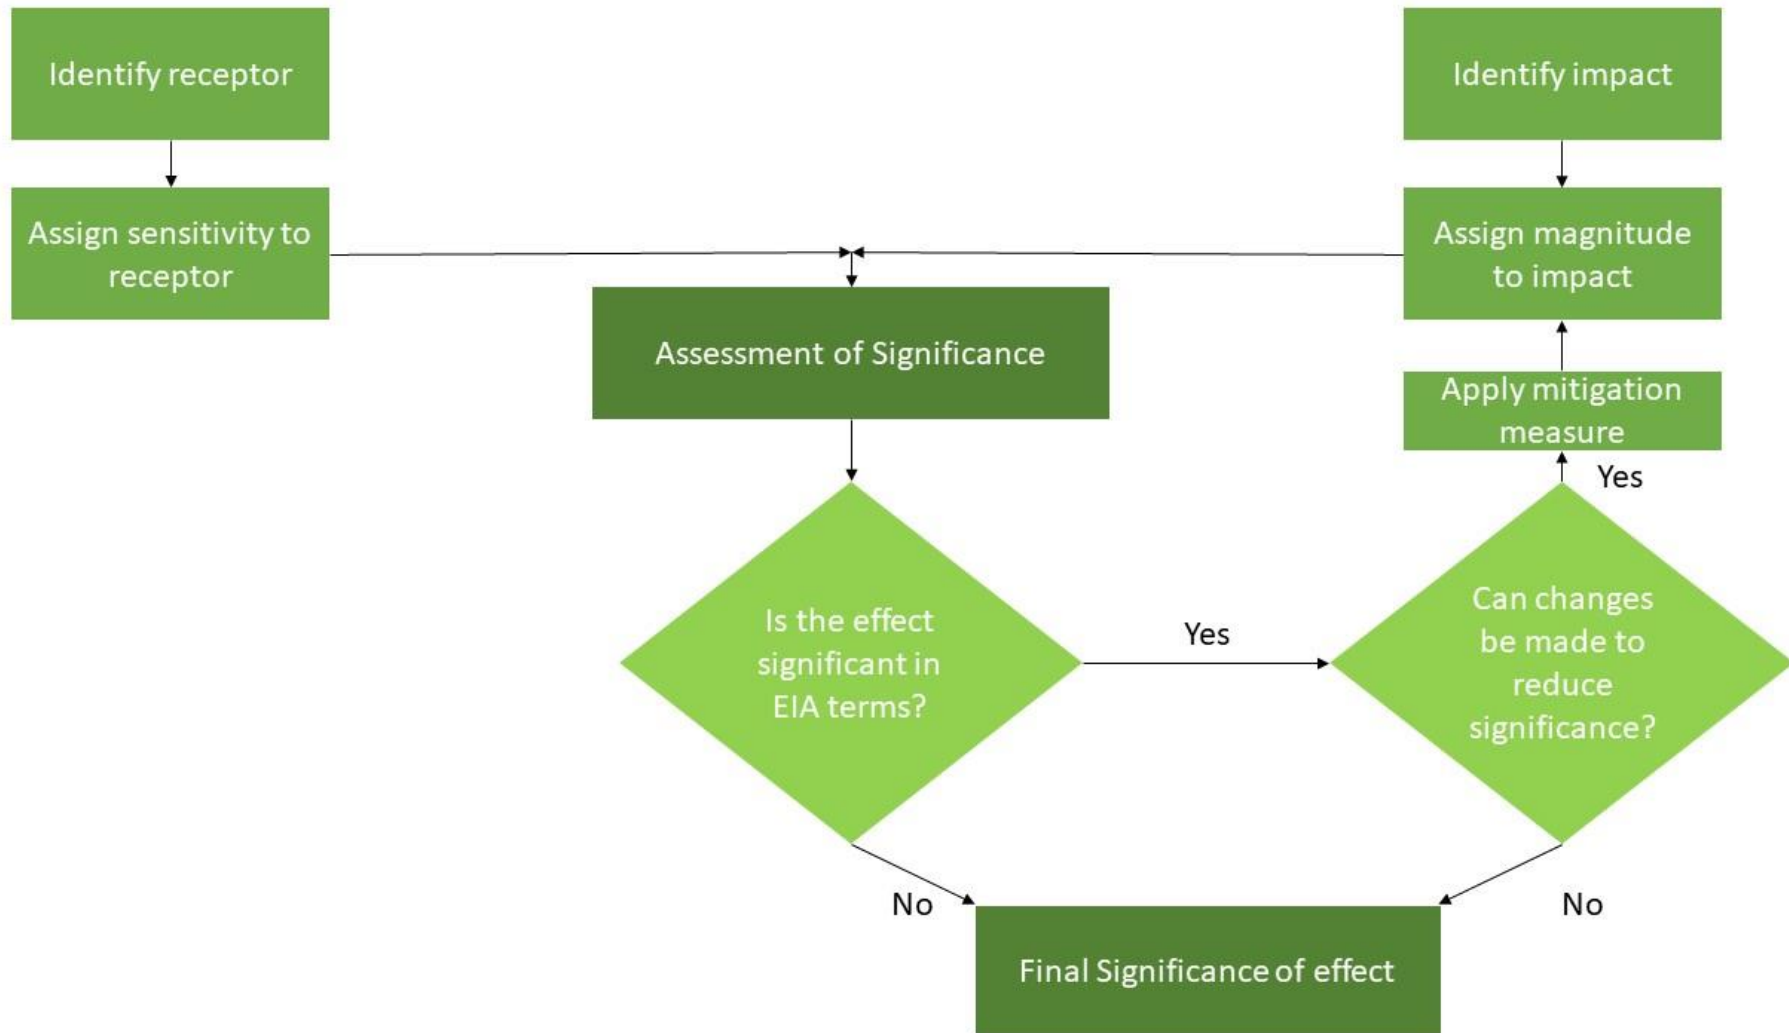 Identify receptor
Identify impact
Assign sensitivity to
receptor
Assign magnitude
to impact
Assessment of Significance
Apply mitigation
measure
Yes
Is the effect
significant in
EIA terms?
Yes
Can changes
be made to
reduce
significance?
No
No
Final Significance of effect